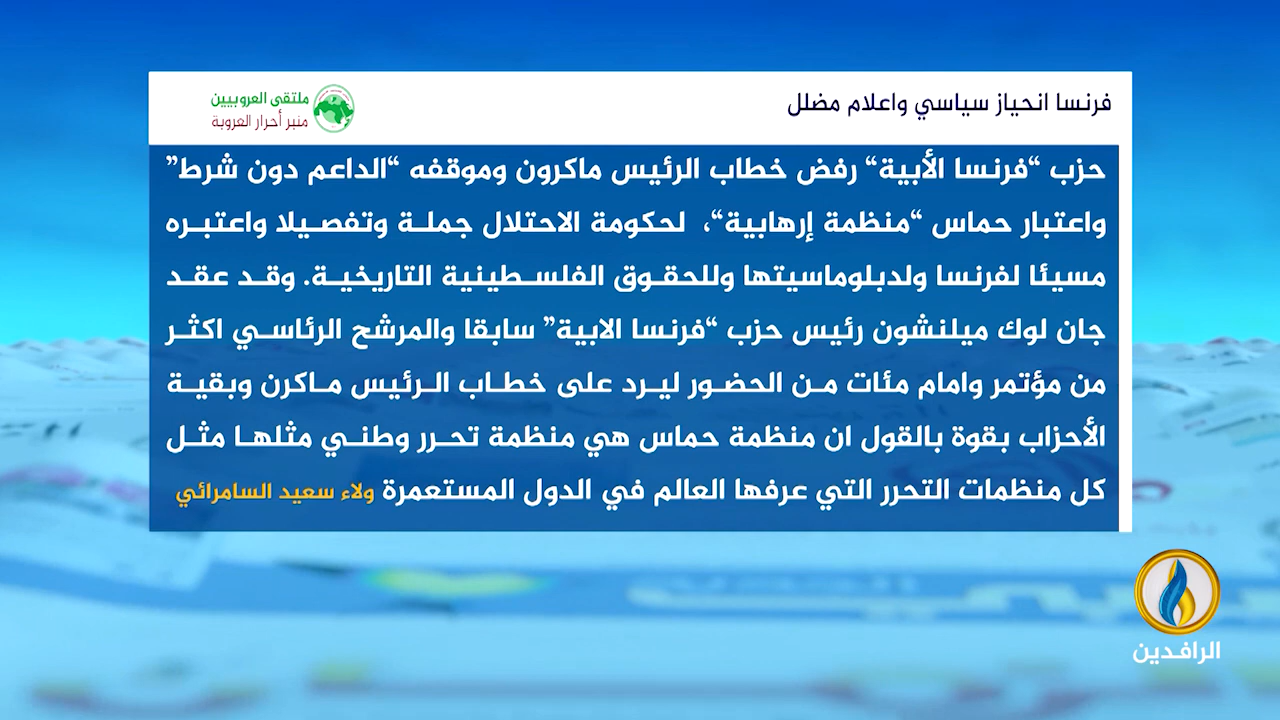 فرنسا انحياز سياسي واعلام مضلل
ملتقى العروبيين
منبر أحرار العروبة
حزب “فرنسا الأبية“ رفض خطاب الرئيس ماكرون وموقفه “الداعم دون شرط”
واعتبار حماس “منظمة إرهابية“، لحكومة الاحتلال جملة وتفصيلا واعتبره
مسيئا لفرنسا ولدبلوماسيتها وللحقوق الفلسطينية التاريخية. وقد عقد
جان لوك ميلنشون رئيس حزب “فرنسا الابية” سابقا والمرشح الرئاسي اكثر
من مؤتمر وامام مئات من الحضور ليرد على خطاب الرئيس ماكرن وبقية
الأحزاب بقوة بالقول ان منظمة حماس هي منظمة تحرر وطني مثلها مثل
كل منظمات التحرر التي عرفها العالم في الدول المستعمرة ولاء سعيد السامرائي
الرافدين